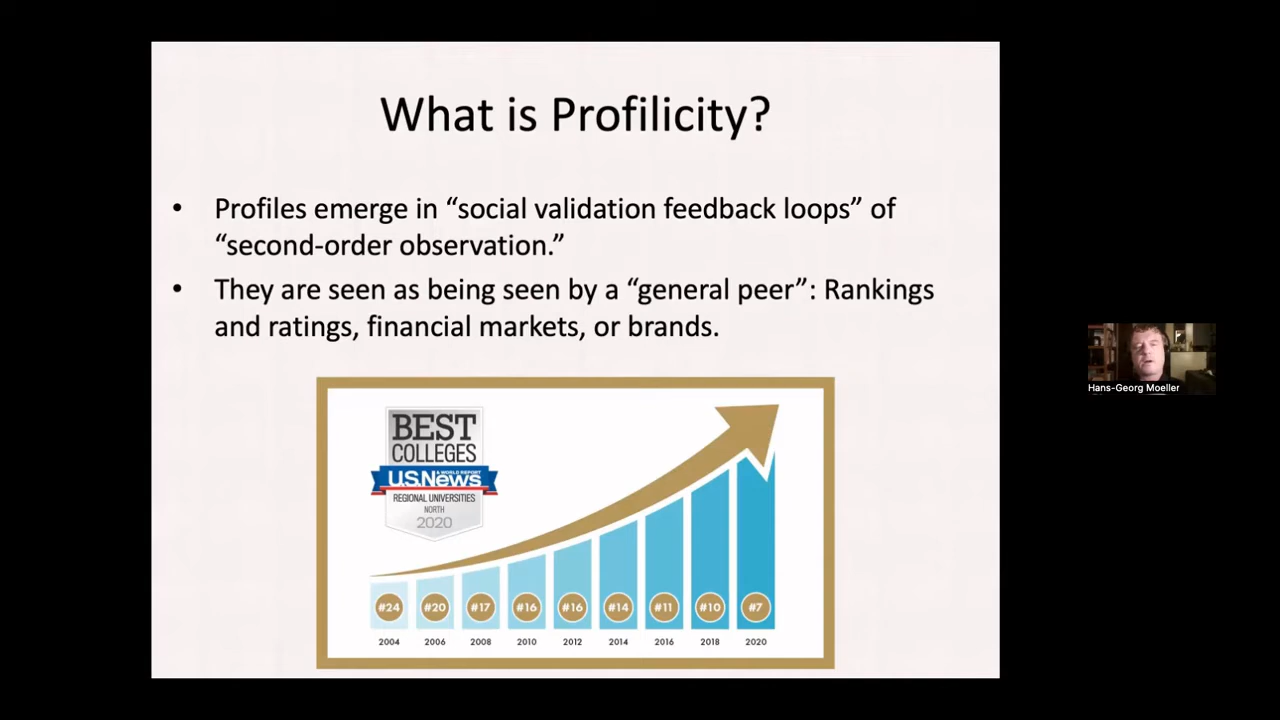 What is Profilicity?
• Profiles emerge in “social validation feedback loops” of
“second-order observation.”
• They are seen as being seen by a “general peer”: Rankings
and ratings, financial markets, or brands.
BEST
COLLEGES
U.S.News
& WORLD REPORT
REGIONAL UNIVERSITIES
NORTH
2020
#24 #20 #17 #16 #16 #14 #11 #10 #7
2004 2006 2008 2010 2012 2014 2016 2018 2020
Hans-Georg Moeller